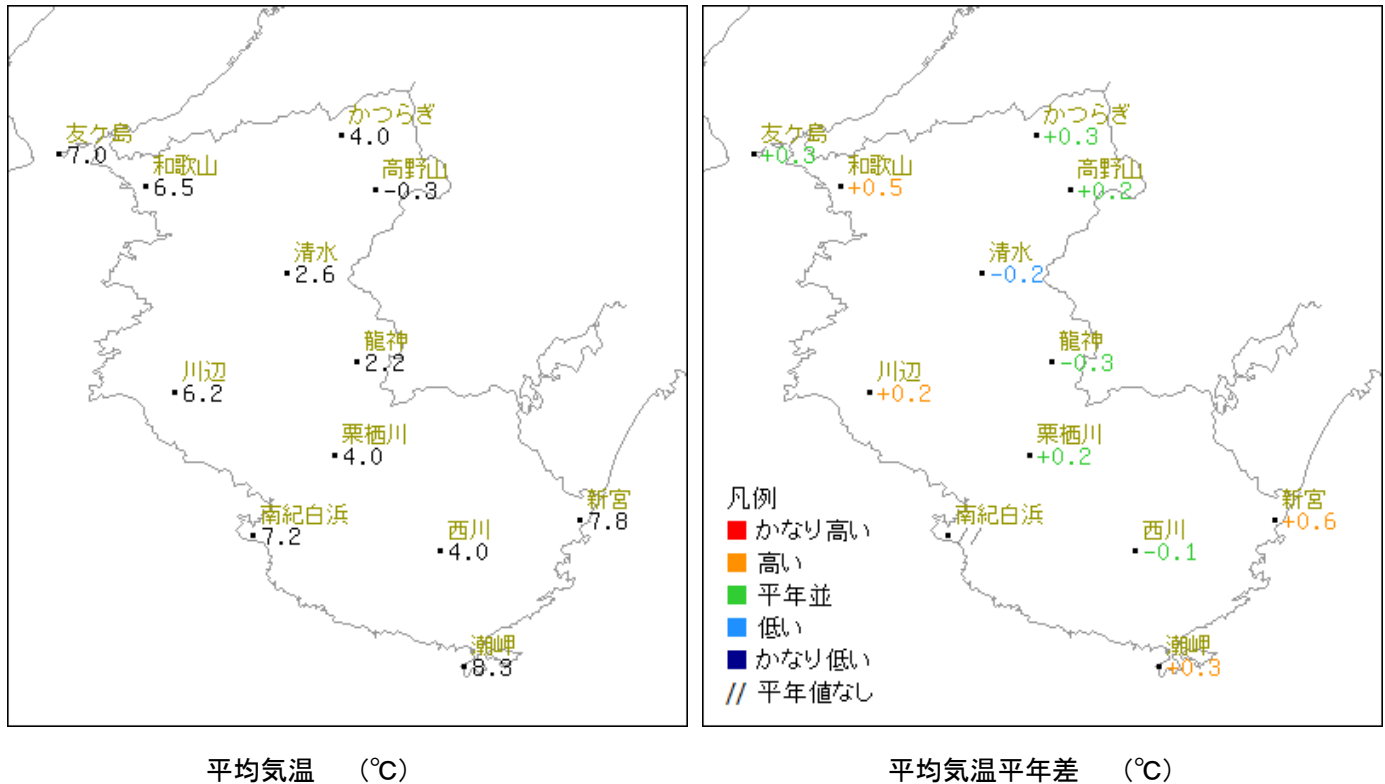 かつらぎ
4.0
友ケ島
7.0
和歌山
6.5
高野山
-0.3
清水
2.6
龍神
2.2
川辺
6.2
栗栖川
4.0
南紀白浜
7.2
西川
4.0
新宮
7.8
潮岬
8.3
平均気温 (℃)
かつらぎ
+0.3
友ケ島
+0.3
和歌山
+0.5
高野山
+0.2
清水
-0.2
龍神
-0.3
川辺
+0.2
栗栖川
+0.2
南紀白浜
//
西川
-0.1
新宮
+0.6
潮岬
+0.3
凡例
かなり高い
高い
平年並
低い
かなり低い
// 平年値なし
平均気温平年差 (℃)